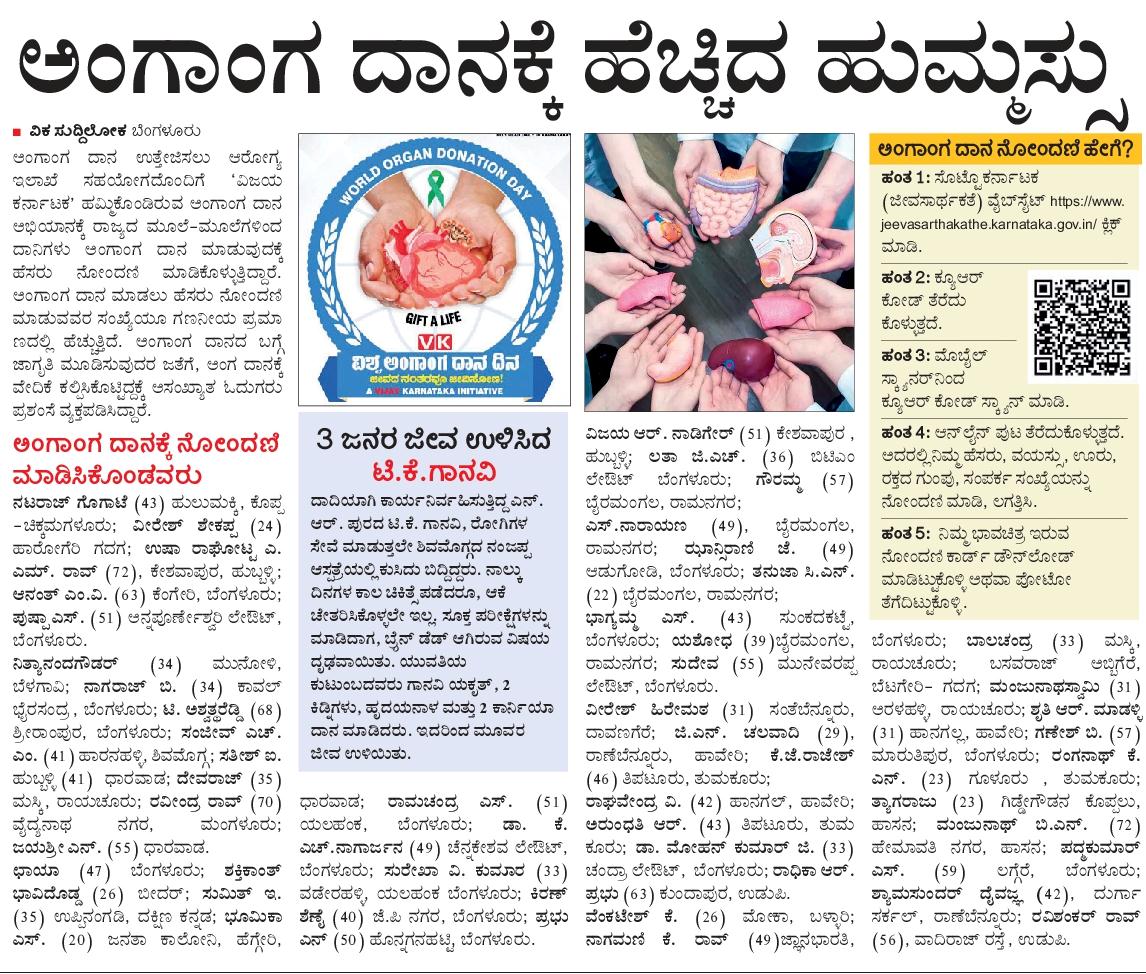 ಅಂಗಾಂಗ ದಾನಕ್ಕೆ ಹೆಚ್ಚಿದ ಹುಮ್ಮಸ್ಸು
■ ವಿಕ ಸುದ್ದಿಲೋಕ ಬೆಂಗಳೂರು
ಅಂಗಾಂಗ ದಾನ ಉತ್ತೇಜಿಸಲು ಆರೋಗ್ಯ
ಇಲಾಖೆ ಸಹಯೋಗದೊಂದಿಗೆ ‘ವಿಜಯ
ಕರ್ನಾಟಕ’ ಹಮ್ಮಿಕೊಂಡಿರುವ ಅಂಗಾಂಗ ದಾನ
ಅಭಿಯಾನಕ್ಕೆ ರಾಜ್ಯದ ಮೂಲೆ-ಮೂಲೆಗಳಿಂದ
ದಾನಿಗಳು ಅಂಗಾಂಗ ದಾನ ಮಾಡುವುದಕ್ಕೆ
ಹೆಸರು ನೋಂದಣಿ ಮಾಡಿಕೊಳ್ಳುತ್ತಿದ್ದಾರೆ.
ಅಂಗಾಂಗ ದಾನ ಮಾಡಲು ಹೆಸರು ನೋಂದಣಿ
ಮಾಡುವವರ ಸಂಖ್ಯೆಯೂ ಗಣನೀಯ ಪ್ರಮಾ
ಣದಲ್ಲಿ ಹೆಚ್ಚುತ್ತಿದೆ. ಅಂಗಾಂಗ ದಾನದ ಬಗ್ಗೆ
ಜಾಗೃತಿ ಮೂಡಿಸುವುದರ ಜತೆಗೆ, ಅಂಗ ದಾನಕ್ಕೆ
ವೇದಿಕೆ ಕಲ್ಪಿಸಿಕೊಟ್ಟಿದ್ದಕ್ಕೆ ಅಸಂಖ್ಯಾತ ಓದುಗರು
ಪ್ರಶಂಸೆ ವ್ಯಕ್ತಪಡಿಸಿದ್ದಾರೆ.
ಅಂಗಾಂಗ ದಾನಕ್ಕೆ ನೋಂದಣಿ
ಮಾಡಿಸಿಕೊಂಡವರು
ನಟರಾಜ್ ಗೊಗಾಟೆ (43) ಹುಲುಮಕ್ಕಿ, ಕೊಪ್ಪ
-ಚಿಕ್ಕಮಗಳೂರು; ವೀರೇಶ್ ಶೇಕಪ್ಪ (24)
ಹಾರೋಗೆರಿ ಗದಗ; ಉಷಾ ರಾಘೋಟ್ಟ ಎ.
ಎಮ್. ರಾವ್ (72), ಕೇಶವಾಪುರ, ಹುಬ್ಬಳ್ಳಿ;
ಆನಂತ್ ಎಂ.ವಿ. (63) ಕೆಂಗೇರಿ, ಬೆಂಗಳೂರು;
ಪುಷ್ಪಾ ಎಸ್. (51) ಅನ್ನಪೂರ್ಣೇಶ್ವರಿ ಲೇಔಟ್,
ಬೆಂಗಳೂರು.
ನಿತ್ಯಾನಂದಗೌಡರ್ (34) ಮುನೋಳಿ,
ಬೆಳಗಾವಿ; ನಾಗರಾಜ್ ಬಿ. (34) ಕಾವಲ್
ಭೈರಸಂದ್ರ, ಬೆಂಗಳೂರು; ಟಿ. ಅಶ್ವತ್ಥರೆಡ್ಡಿ (68)
ಶ್ರೀರಾಂಪುರ, ಬೆಂಗಳೂರು; ಸಂಜೀವ್ ಎಚ್.
ಎಂ. (41) ಹಾರನಹಳ್ಳಿ, ಶಿವಮೊಗ್ಗ; ಸತೀಶ್ ಐ.
ಹುಬ್ಬಳ್ಳಿ (41) ಧಾರವಾಡ; ದೇವರಾಜ್ (35)
ಮಸ್ಕಿ, ರಾಯಚೂರು; ರವೀಂದ್ರ ರಾವ್ (70)
ವೈದ್ಯನಾಥ ನಗರ, ಮಂಗಳೂರು;
ಜಯಶ್ರೀ ಎನ್. (55) ಧಾರವಾಡ.
ಛಾಯಾ (47) ಬೆಂಗಳೂರು; ಶಕ್ತಿಕಾಂತ್
ಭಾವಿದೊಡ್ಡ (26) ಬೀದರ್; ಸುಮಿತ್ ಇ.
(35) ಉಪ್ಪಿನಂಗಡಿ, ದಕ್ಷಿಣ ಕನ್ನಡ; ಭೂಮಿಕಾ
ಎಸ್. (20) ಜನತಾ ಕಾಲೋನಿ, ಹೆಗ್ಗೇರಿ,
WORLD ORGAN DONATION DAY
GIFT A LIFE
VK
ವಿಶ್ವ ಅಂಗಾಂಗ ದಾನ ದಿನ
ಜೀವದ ನಂತರವೂ ಜೀವಿಸೋಣ!
A VIJAY KARNATAKA INITIATIVE
3 ಜನರ ಜೀವ ಉಳಿಸಿದ
ಟಿ.ಕೆ.ಗಾನವಿ
ದಾದಿಯಾಗಿ ಕಾರ್ಯನಿರ್ವಹಿಸುತ್ತಿದ್ದ ಎನ್.
ಆರ್. ಪುರದ ಟಿ.ಕೆ. ಗಾನವಿ, ರೋಗಿಗಳ
ಸೇವೆ ಮಾಡುತ್ತಲೇ ಶಿವಮೊಗ್ಗದ ನಂಜಪ್ಪ
ಆಸ್ಪತ್ರೆಯಲ್ಲಿ ಕುಸಿದು ಬಿದ್ದಿದ್ದರು. ನಾಲ್ಕು
ದಿನಗಳ ಕಾಲ ಚಿಕಿತ್ಸೆ ಪಡೆದರೂ, ಆಕೆ
ಚೇತರಿಸಿಕೊಳ್ಳಲೇ ಇಲ್ಲ. ಸೂಕ್ತ ಪರೀಕ್ಷೆಗಳನ್ನು
ಮಾಡಿದಾಗ, ಬ್ರೈನ್ ಡೆಡ್ ಆಗಿರುವ ವಿಷಯ
ದೃಢವಾಯಿತು. ಯುವತಿಯ
ಕುಟುಂಬದವರು ಗಾನವಿ ಯಕೃತ್, 2
ಕಿಡ್ನಿಗಳು, ಹೃದಯನಾಳ ಮತ್ತು 2 ಕಾರ್ನಿಯಾ
ದಾನ ಮಾಡಿದರು. ಇದರಿಂದ ಮೂವರ
ಜೀವ ಉಳಿಯಿತು.
ಧಾರವಾಡ; ರಾಮಚಂದ್ರ ಎಸ್. (51)
ಯಲಹಂಕ, ಬೆಂಗಳೂರು; ಡಾ. ಕೆ.
ಎಚ್.ನಾಗಾರ್ಜನ (49) ಚೆನ್ನಕೇಶವ ಲೇಔಟ್,
ಬೆಂಗಳೂರು; ಸುರೇಖಾ ವಿ. ಕುಮಾರ (33)
ವಡೇರಹಳ್ಳಿ, ಯಲಹಂಕ ಬೆಂಗಳೂರು; ಕಿರಣ್
ಶೆಣೈ (40) ಜೆ.ಪಿ ನಗರ, ಬೆಂಗಳೂರು; ಪ್ರಭು
ಎನ್ (50) ಹೊನ್ನಗನಹಟ್ಟಿ, ಬೆಂಗಳೂರು.
ವಿಜಯ ಆರ್. ನಾಡಿಗೇರ್ (51) ಕೇಶವಾಪುರ,
ಹುಬ್ಬಳ್ಳಿ; ಲತಾ ಜಿ.ಎಚ್. (36) ಬಿಟಿಎಂ
ಲೇಔಟ್ ಬೆಂಗಳೂರು; ಗೌರಮ್ಮ (57)
ಬೈರಮಂಗಲ, ರಾಮನಗರ;
ಎಸ್.ನಾರಾಯಣ (49), ಬೈರಮಂಗಲ,
ರಾಮನಗರ; ಝಾನ್ಸಿರಾಣಿ ಜೆ. (49)
ಆಡುಗೋಡಿ, ಬೆಂಗಳೂರು; ತನುಜಾ ಸಿ.ಎನ್.
(22) ಬೈರಮಂಗಲ, ರಾಮನಗರ;
ಭಾಗ್ಯಮ್ಮ ಎಸ್. (43) ಸುಂಕದಕಟ್ಟೆ,
ಬೆಂಗಳೂರು; ಯಶೋಧ (39)ಬೈರಮಂಗಲ,
ರಾಮನಗರ; ಸುದೇವ (55) ಮುನೇವರಪ್ಪ
ಲೇಔಟ್, ಬೆಂಗಳೂರು.
ವೀರೇಶ್ ಹಿರೇಮಠ (31) ಸಂತೆಬೆನ್ನೂರು,
ದಾವಣಗೆರೆ; ಜಿ.ಎನ್. ಚಲವಾದಿ (29),
ರಾಣೆಬೆನ್ನೂರು, ಹಾವೇರಿ; ಕೆ.ಜೆ.ರಾಜೇಶ್
(46) ತಿಪಟೂರು, ತುಮಕೂರು;
ರಾಘವೇಂದ್ರ ವಿ. (42) ಹಾನಗಲ್, ಹಾವೇರಿ;
ಅರುಂಧತಿ ಆರ್. (43) ತಿಪಟೂರು, ತುಮ
ಕೂರು; ಡಾ. ಮೋಹನ್ ಕುಮಾರ್ ಜಿ. (33)
ಚಂದ್ರಾ ಲೇಔಟ್, ಬೆಂಗಳೂರು; ರಾಧಿಕಾ ಆರ್.
ಪ್ರಭು (63) ಕುಂದಾಪುರ, ಉಡುಪಿ.
ವೆಂಕಟೇಶ್ ಕೆ. (26) ಮೋಕಾ, ಬಳ್ಳಾರಿ;
ನಾಗಮಣಿ ಕೆ. ರಾವ್ (49)ಜ್ಞಾನಭಾರತಿ,
ಅಂಗಾಂಗ ದಾನ ನೋಂದಣಿ ಹೇಗೆ?
ಹಂತ 1: ಸೊಟ್ಟೊ ಕರ್ನಾಟಕ
(ಜೀವಸಾರ್ಥಕತೆ) ವೈಬ್‌ಸೈಟ್ https://www.
jeevasarthakathe.karnataka.gov.in/ ಕ್ಲಿಕ್
ಮಾಡಿ.
ಹಂತ 2: ಕ್ಯೂಆರ್
ಕೋಡ್ ತೆರೆದು
ಕೊಳ್ಳುತ್ತದೆ.
ಹಂತ 3: ಮೊಬೈಲ್
ಸ್ಕ್ಯಾನರ್‌ನಿಂದ
ಕ್ಯೂಆರ್ ಕೋಡ್ ಸ್ಕ್ಯಾನ್ ಮಾಡಿ.
ಹಂತ 4: ಆನ್‌ಲೈನ್ ಪುಟ ತೆರೆದುಕೊಳ್ಳುತ್ತದೆ.
ಅದರಲ್ಲಿ ನಿಮ್ಮ ಹೆಸರು, ವಯಸ್ಸು, ಊರು,
ರಕ್ತದ ಗುಂಪು, ಸಂಪರ್ಕ ಸಂಖ್ಯೆಯನ್ನು
ನೋಂದಣಿ ಮಾಡಿ, ಲಗತ್ತಿಸಿ.
ಹಂತ 5: ನಿಮ್ಮ ಭಾವಚಿತ್ರ ಇರುವ
ನೋಂದಣಿ ಕಾರ್ಡ್ ಡೌನ್‌ಲೋಡ್
ಮಾಡಿಟ್ಟುಕೊಳ್ಳಿ ಅಥವಾ ಪೋಟೋ
ತೆಗೆದಿಟ್ಟುಕೊಳ್ಳಿ.
ಬೆಂಗಳೂರು; ಬಾಲಚಂದ್ರ (33) ಮಸ್ಕಿ,
ರಾಯಚೂರು; ಬಸವರಾಜ್ ಅಬ್ಬಿಗೆರೆ,
ಬೆಟಗೇರಿ- ಗದಗ; ಮಂಜುನಾಥಸ್ವಾಮಿ (31)
ಅರಳಹಳ್ಳಿ, ರಾಯಚೂರು; ಶೃತಿ ಆರ್. ಮಾಡಳ್ಳಿ
(31) ಹಾನಗಲ್ಲ, ಹಾವೇರಿ; ಗಣೇಶ್ ಬಿ. (57)
ಮಾರುತಿಪುರ, ಬೆಂಗಳೂರು; ರಂಗನಾಥ್ ಕೆ.
ಎನ್. (23) ಗೂಳೂರು , ತುಮಕೂರು;
ತ್ಯಾಗರಾಜು (23) ಗಿಡ್ಡೇಗೌಡನ ಕೊಪ್ಪಲು,
ಹಾಸನ; ಮಂಜುನಾಥ್ ಬಿ.ಎನ್. (72)
ಹೇಮಾವತಿ ನಗರ, ಹಾಸನ; ಪದ್ಮಕುಮಾರ್
ಎಸ್. (59) ಲಗ್ಗೆರೆ, ಬೆಂಗಳೂರು;
ಶ್ಯಾಮಸುಂದರ್ ದೈವಜ್ಞ (42), ದುರ್ಗಾ
ಸರ್ಕಲ್, ರಾಣೆಬೆನ್ನೂರು; ರವಿಶಂಕರ್ ರಾವ್
(56), ವಾದಿರಾಜ್ ರಸ್ತೆ, ಉಡುಪಿ.